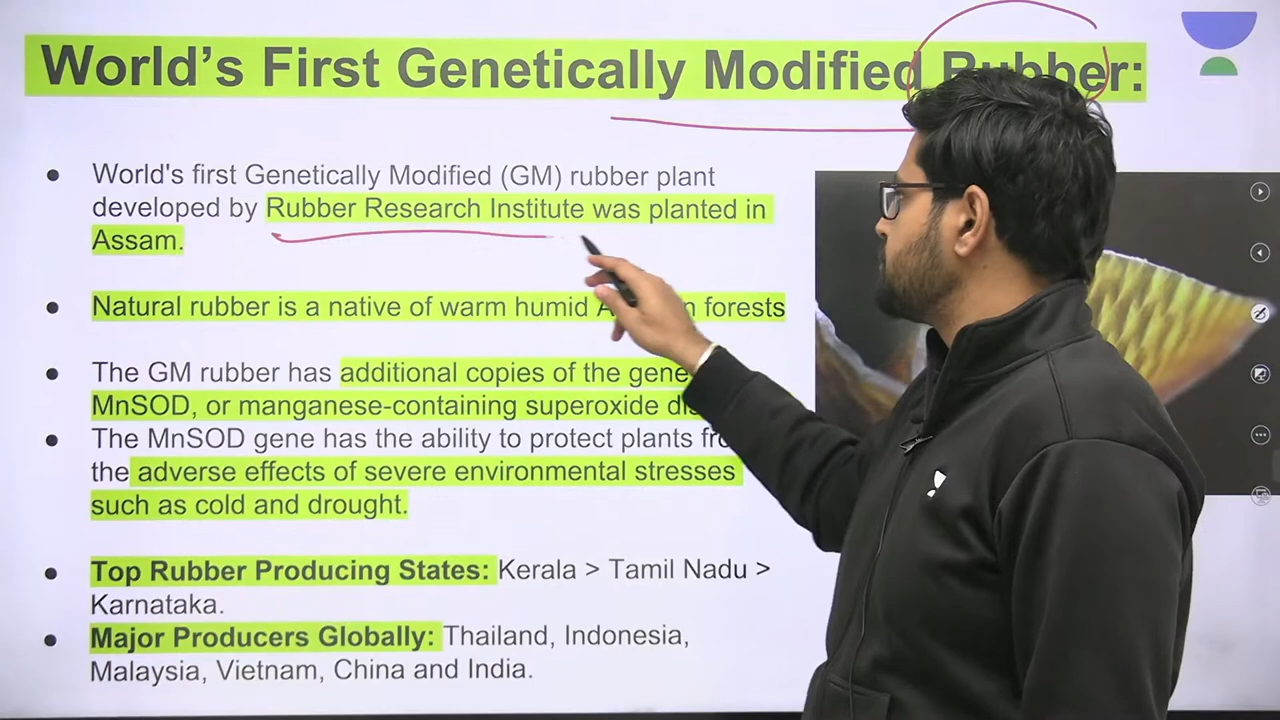 World's First Genetically Modified Rubber:
• World's first Genetically Modified (GM) rubber plant
developed by Rubber Research Institute was planted in
Assam.
• Natural rubber is a native of warm humid forests
• The GM rubber has additional copies of the gene
MnSOD, or manganese-containing superoxide
• The MnSOD gene has the ability to protect plants
the adverse effects of severe environmental stresses
such as cold and drought.
• Top Rubber Producing States: Kerala > Tamil Nadu >
Karnataka.
• Major Producers Globally: Thailand, Indonesia,
Malaysia, Vietnam, China and India.